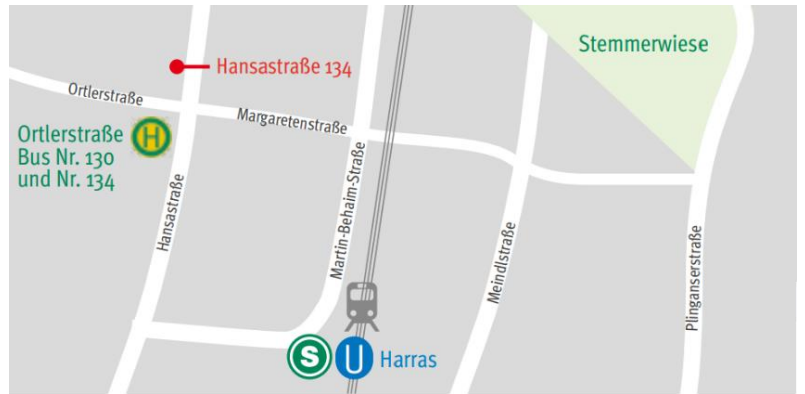 Stemmerwiese
Hansastraße 134
Ortlerstraße
Margaretenstraße
Ortlerstraße
Bus Nr. 130
und Nr. 134
H
Hansastraße
Martin-Behaim-Straße
Meindlstraße
Plinganserstraße
S
U
Harras